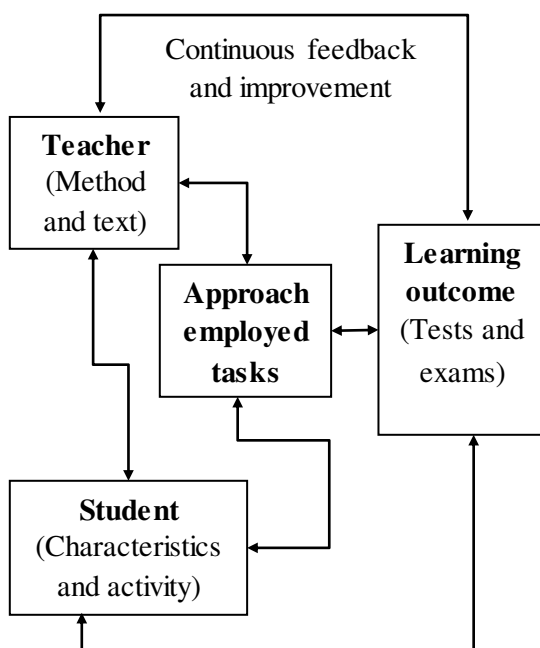 Continuous feedback
and improvement
Teacher
(Method
and text)
Learning
outcome
(Tests and
exams)
Approach
employed
tasks
Student
(Characteristics
and activity)